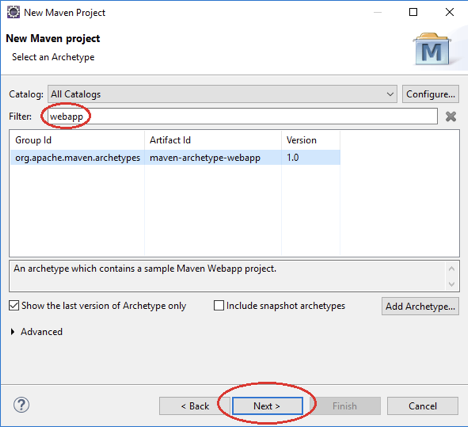 New Maven Project
New Maven project
Select an Archetype
M
Catalog: All Catalogs Configure...
Filter: webapp
Group Id Artifact Id Version
org.apache.maven.archetypes maven-archetype-webapp 1.0
An archetype which contains a sample Maven Webapp project.
Show the last version of Archetype only Include snapshot archetypes Add Archetype...
Advanced
? < Back Next > Finish Cancel